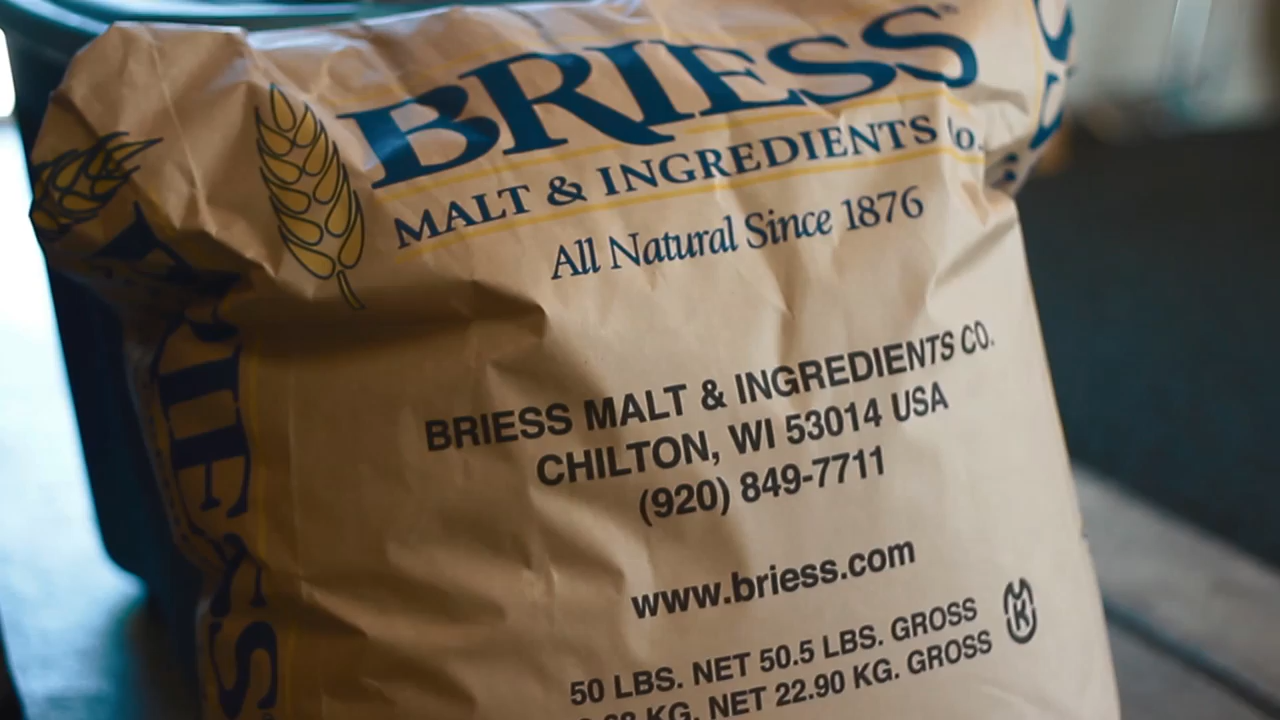 BRIESS™
MALT & INGREDIENTS Co.
All Natural Since 1876
BRIESS MALT & INGREDIENTS CO.
CHILTON, WI 53014 USA
(920) 849-7711
www.briess.com
50 LBS. NET 50.5 LBS. GROSS
KG. NET 22.90 KG. GROSS
K
BRIESS